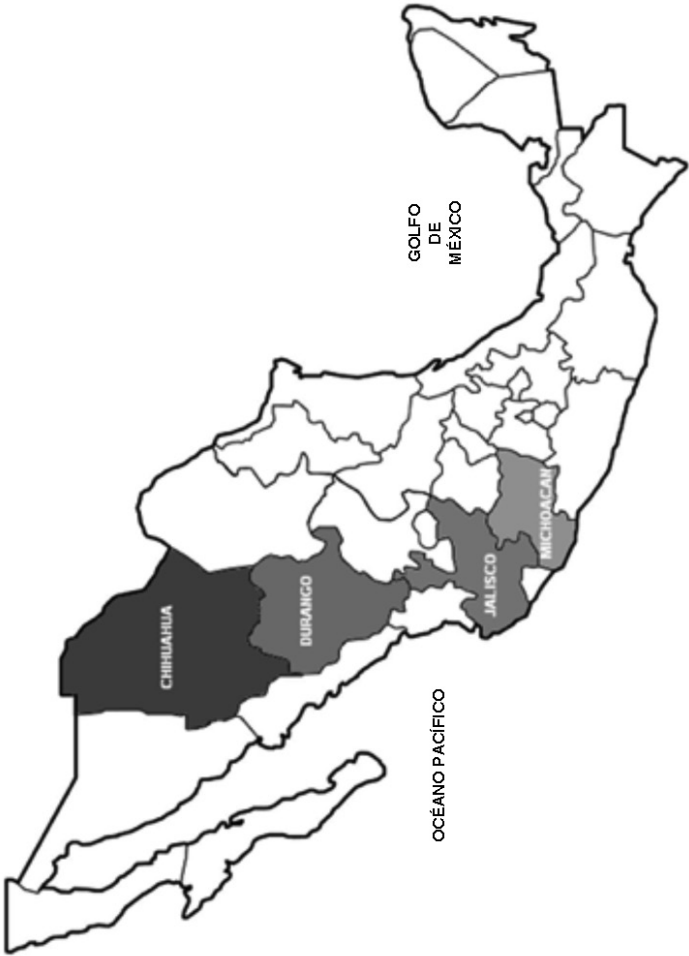 CHIHUAHUA
DURANGO
JALISCO
MICHOACAN
GOLFO
DE
MÉXICO
OCÉANO PACÍFICO